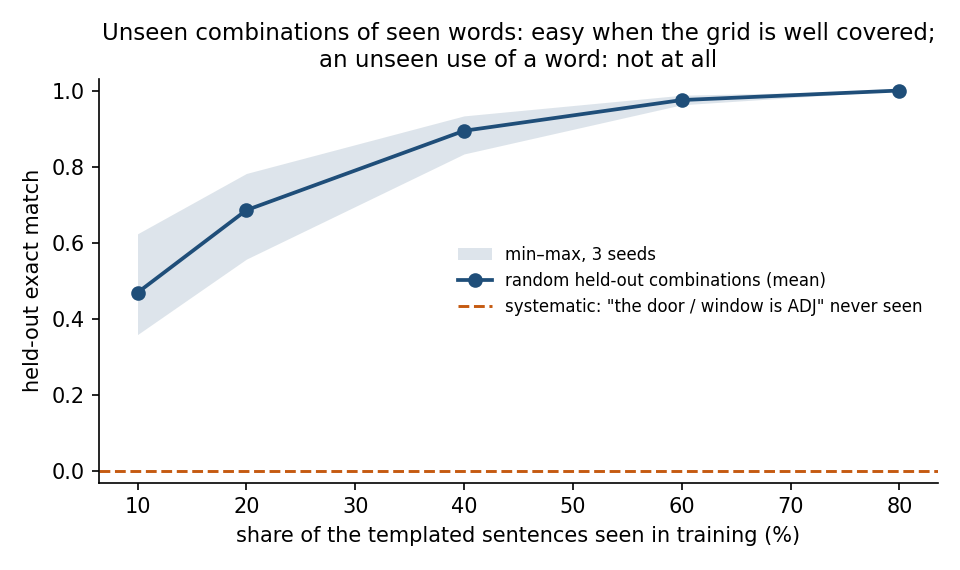 Unseen combinations of seen words: easy when the grid is well covered;
an unseen use of a word: not at all
held-out exact match
1.0
0.8
0.6
0.4
0.2
0.0
min–max, 3 seeds
random held-out combinations (mean)
systematic: "the door / window is ADJ" never seen
10 20 30 40 50 60 70 80
share of the templated sentences seen in training (%)